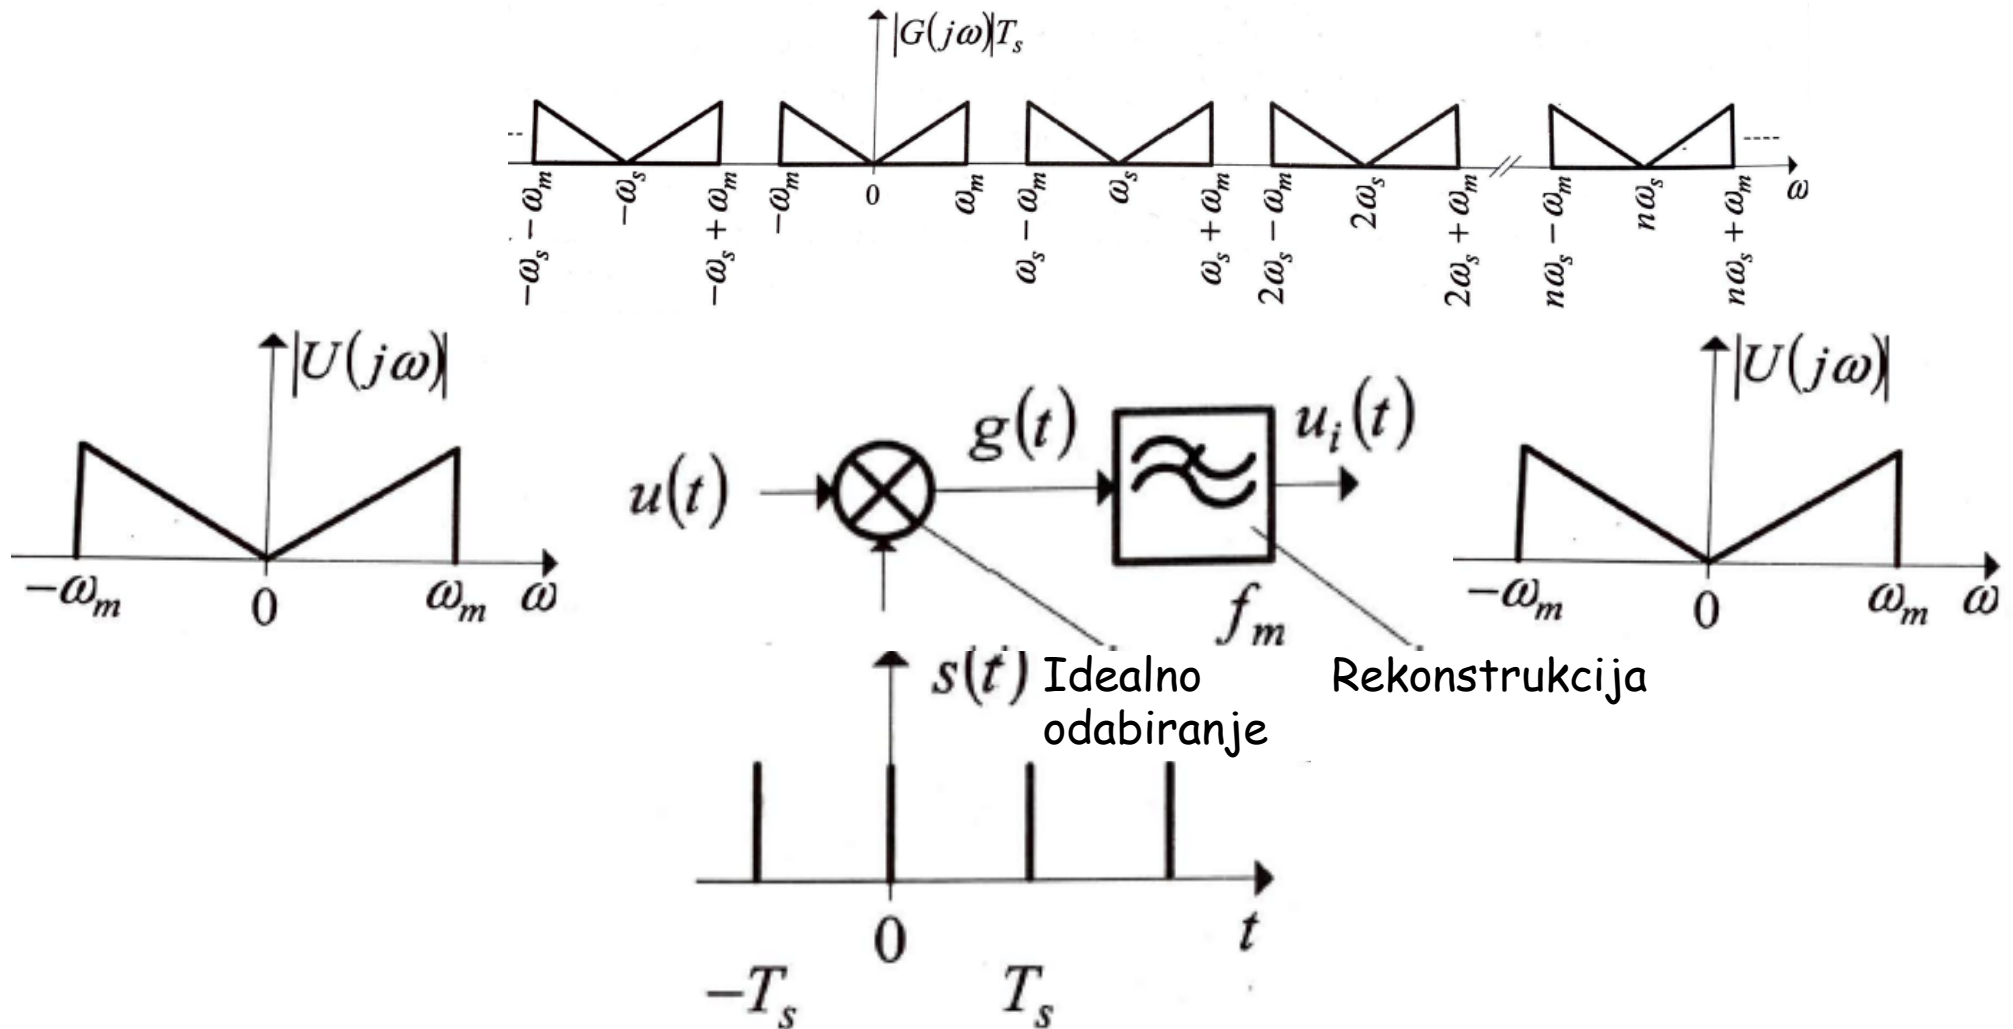 |G(jω)|T_s
-ω_s - ω_m
-ω_s
-ω_s + ω_m
-ω_m
0
ω_m
ω_s - ω_m
ω_s
ω_s + ω_m
2ω_s - ω_m
2ω_s
2ω_s + ω_m
nω_s - ω_m
nω_s
nω_s + ω_m
ω
|U(jω)|
-ω_m
0
ω_m
ω
u(t)
g(t)
u_i(t)
f_m
|U(jω)|
-ω_m
0
ω_m
ω
s(t)
Idealno
odabiranje
Rekonstrukcija
0
t
-T_s
T_s